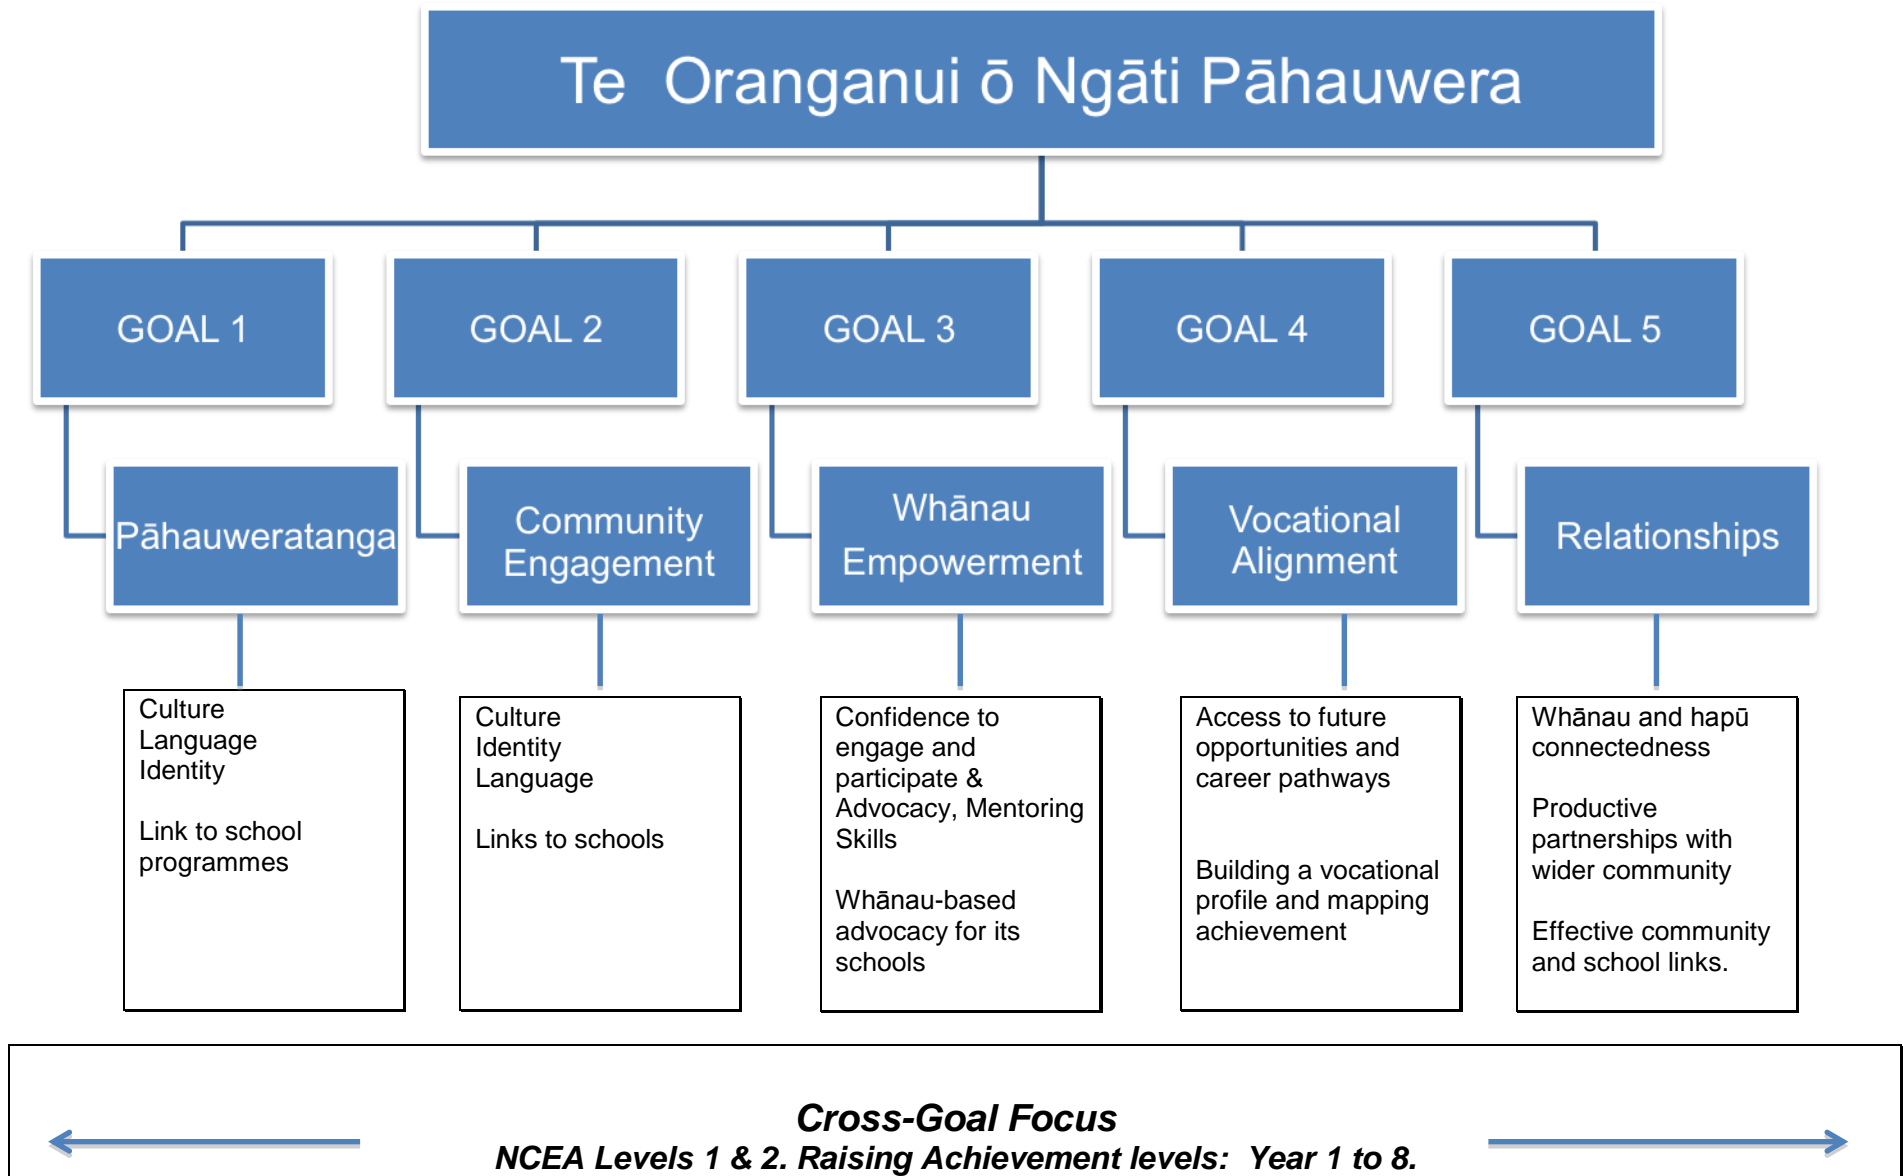 Te Oranganui ō Ngāti Pāhauwera
GOAL 1
GOAL 2
GOAL 3
GOAL 4
GOAL 5
Pāhauweratanga
Community
Engagement
Whānau
Empowerment
Vocational
Alignment
Relationships
Culture
Language
Identity
Link to school
programmes
Culture
Identity
Language
Links to schools
Confidence to
engage and
participate &
Advocacy, Mentoring
Skills
Whānau-based
advocacy for its
schools
Access to future
opportunities and
career pathways
Building a vocational
profile and mapping
achievement
Whānau and hapū
connectedness
Productive
partnerships with
wider community
Effective community
and school links.
Cross-Goal Focus
NCEA Levels 1 & 2. Raising Achievement levels: Year 1 to 8.